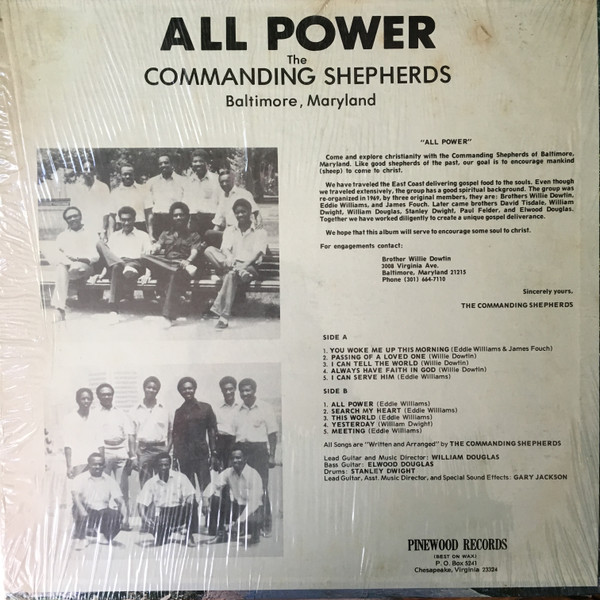 ALL POWER
The
COMMANDING SHEPHERDS
Baltimore, Maryland
"ALL POWER"
Come and explore christianity with the Commanding Shepherds of Baltimore,
Maryland. Like good shepherds of the past, our goal is to encourage mankind
(sheep) to come to christ.
We have traveled the East Coast delivering gospel food to the souls. Even though
we traveled extensively, the group has a good spiritual background. The group was
re-organized in 1969, by three original members, they are: Brothers Willie Dowtin,
Eddie Williams, and James Fouch. Later came brothers David Tisdale, William
Dwight, William Douglas, Stanley Dwight, Paul Felder, and Elwood Douglas.
Together we have worked diligently to create a unique gospel deliverance.
We hope that this album will serve to encourage some soul to christ.
For engagements contact:
Brother Willie Dowtin
3008 Virginia Ave.
Baltimore, Maryland 21215
Phone (301) 664-7110
Sincerely yours,
THE COMMANDING SHEPHERDS
SIDE A
1. YOU WOKE ME UP THIS MORNING (Eddie Williams & James Fouch)
2. PASSING OF A LOVED ONE (Willie Dowtin)
3. I CAN TELL THE WORLD (Willie Dowtin)
4. ALWAYS HAVE FAITH IN GOD (Willie Dowtin)
5. I CAN SERVE HIM (Eddie Williams)
SIDE B
1. ALL POWER (Eddie Williams)
2. SEARCH MY HEART (Eddie Williams)
3. THIS WORLD (Eddie Williams)
4. YESTERDAY (William Dwight)
5. MEETING (Eddie Williams)
All Songs are "Written and Arranged" by THE COMMANDING SHEPHERDS
Lead Guitar and Music Director: WILLIAM DOUGLAS
Bass Guitar: ELWOOD DOUGLAS
Drums: STANLEY DWIGHT
Lead Guitar, Asst. Music Director, and Special Sound Effects: GARY JACKSON
PINEWOOD RECORDS
(BEST ON WAX)
P. O. Box 5241
Chesapeake, Virginia 23324